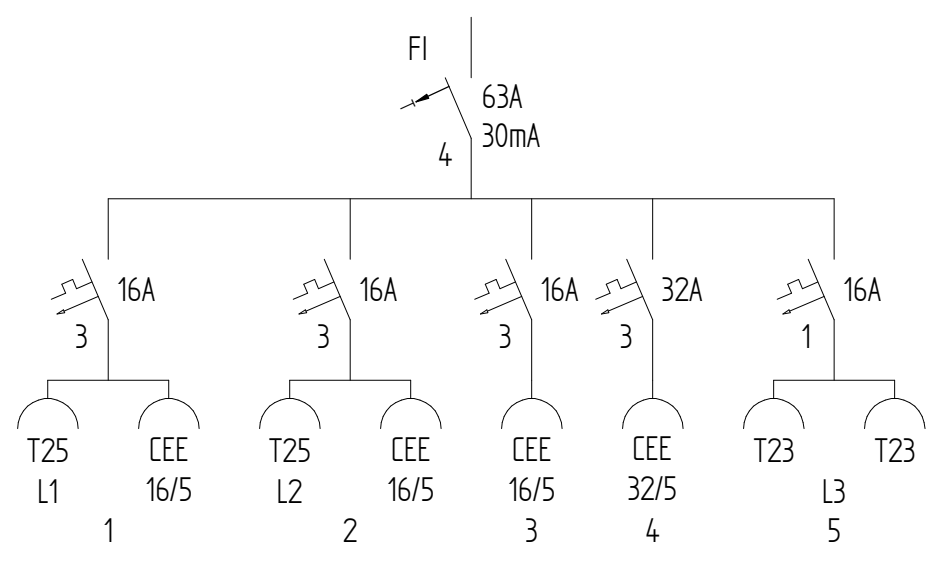 FI
63A
30mA
4
16A 16A 16A 32A 16A
3 3 3 3 1
T25 CEE T25 CEE CEE CEE T23 T23
L1 16/5 L2 16/5 16/5 32/5 L3
1 2 3 4 5